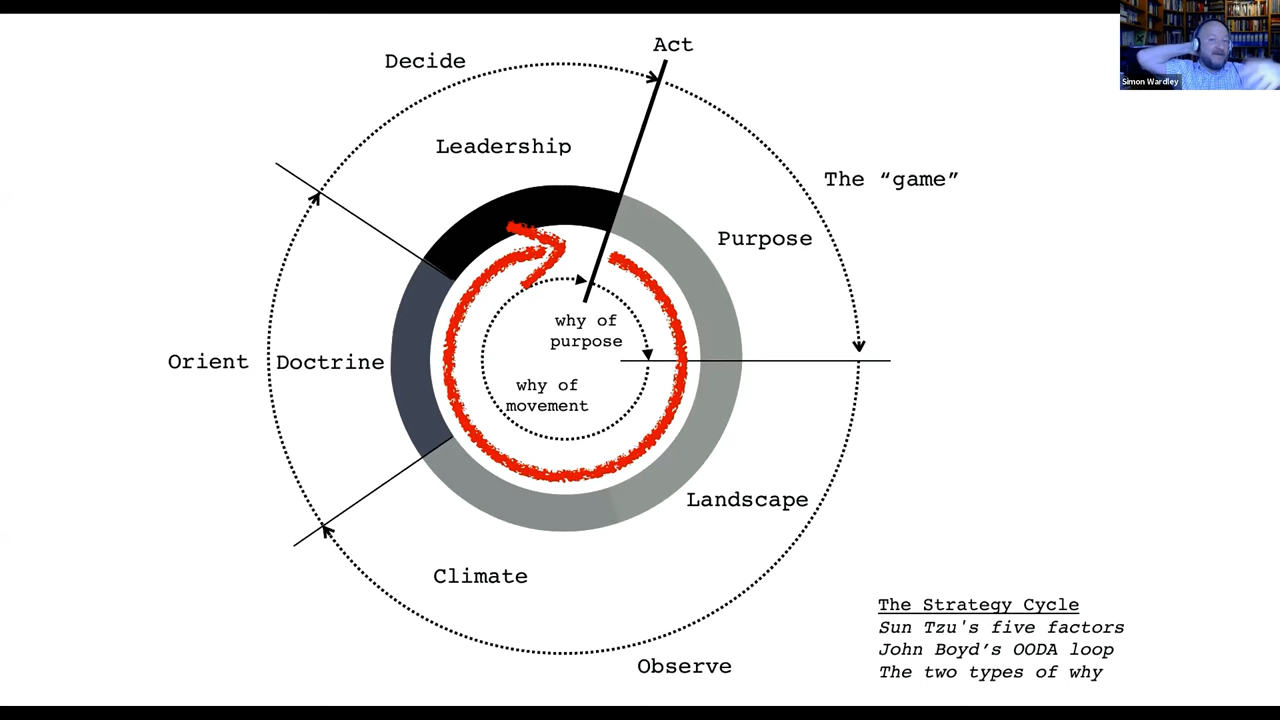 Act
Decide
Leadership
The “game”
Purpose
why of
purpose
Orient
Doctrine
why of
movement
Landscape
Climate
Observe
The Strategy Cycle
Sun Tzu's five factors
John Boyd’s OODA loop
The two types of why
Simon Wardley